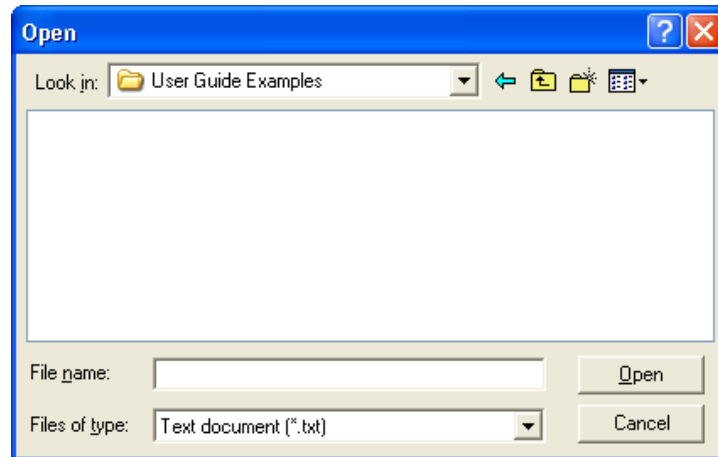 Open
Look in: User Guide Examples
File name:
Open
Files of type: Text document (*.txt)
Cancel